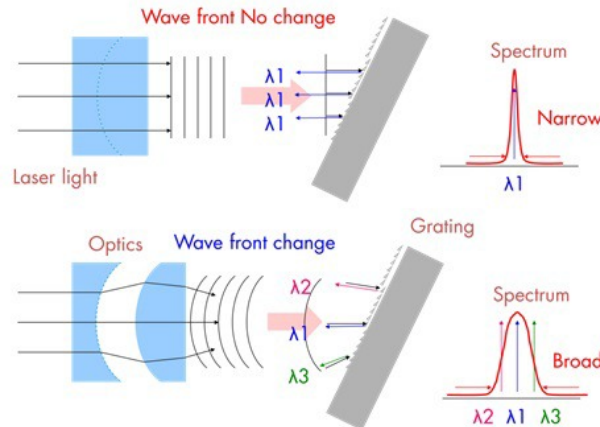 Wave front No change
Spectrum
λ1
λ1
λ1
Narrow
Laser light
λ1
Grating
Optics
Wave front change
λ2
Spectrum
λ1
Broad
λ3
λ2 λ1 λ3